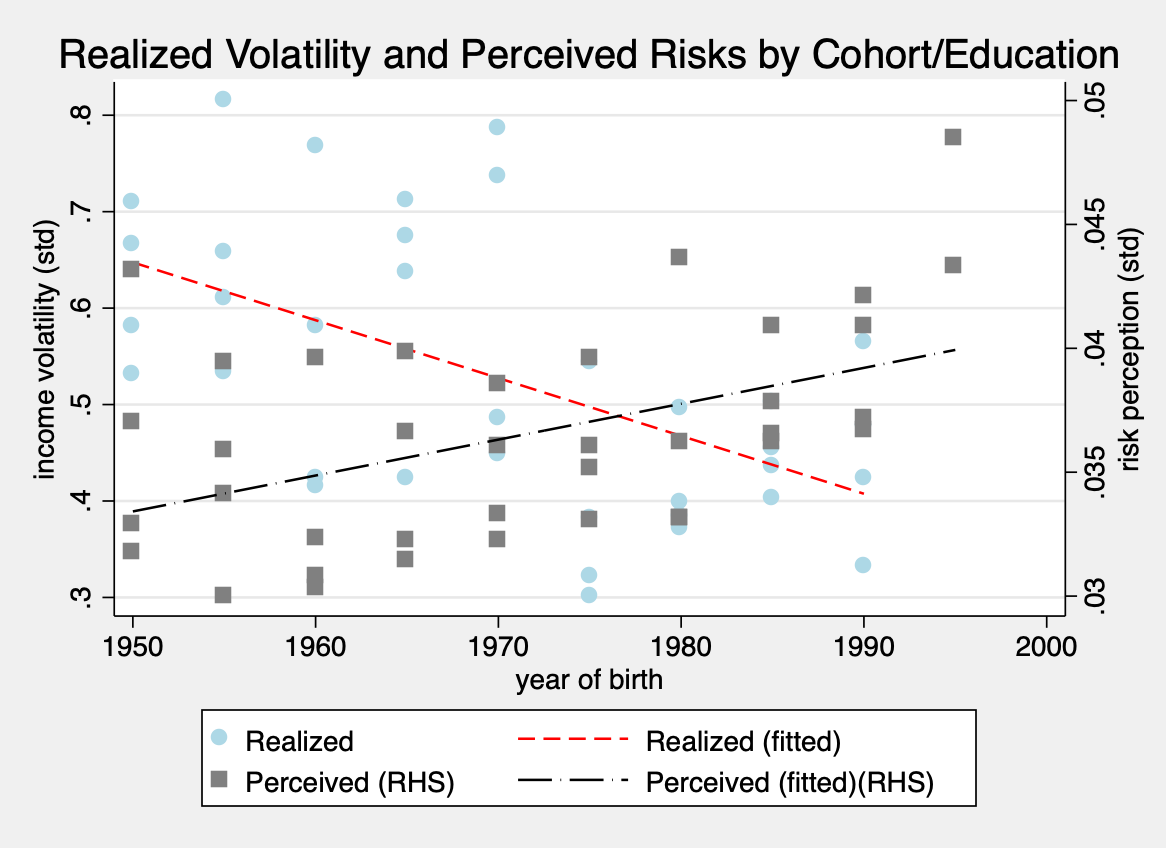 Realized Volatility and Perceived Risks by Cohort/Education
income volatility (std)
.8
.7
.6
.5
.4
.3
.05
.045
.04
.035
.03
risk perception (std)
1950 1960 1970 1980 1990 2000
year of birth
Realized Realized (fitted)
Perceived (RHS) Perceived (fitted)(RHS)